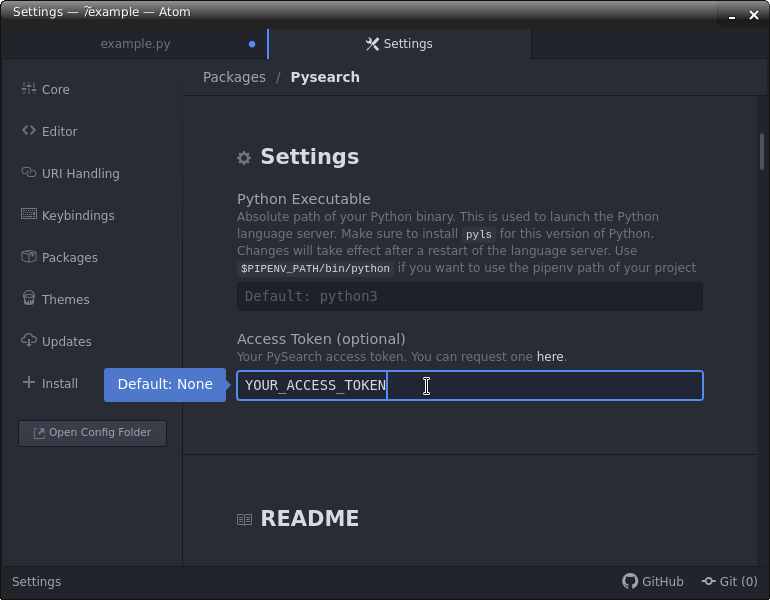 Settings — ~/example — Atom
example.py
Settings
Packages / Pysearch
Core
Editor
URI Handling
Keybindings
Packages
Themes
Updates
Install
Open Config Folder
Settings
Python Executable
Absolute path of your Python binary. This is used to launch the Python
language server. Make sure to install pyls for this version of Python.
Changes will take effect after a restart of the language server. Use
$PIPENV_PATH/bin/python if you want to use the pipenv path of your project
Default: python3
Access Token (optional)
Your PySearch access token. You can request one here.
Default: None
YOUR_ACCESS_TOKEN
README
Settings
GitHub
Git (0)